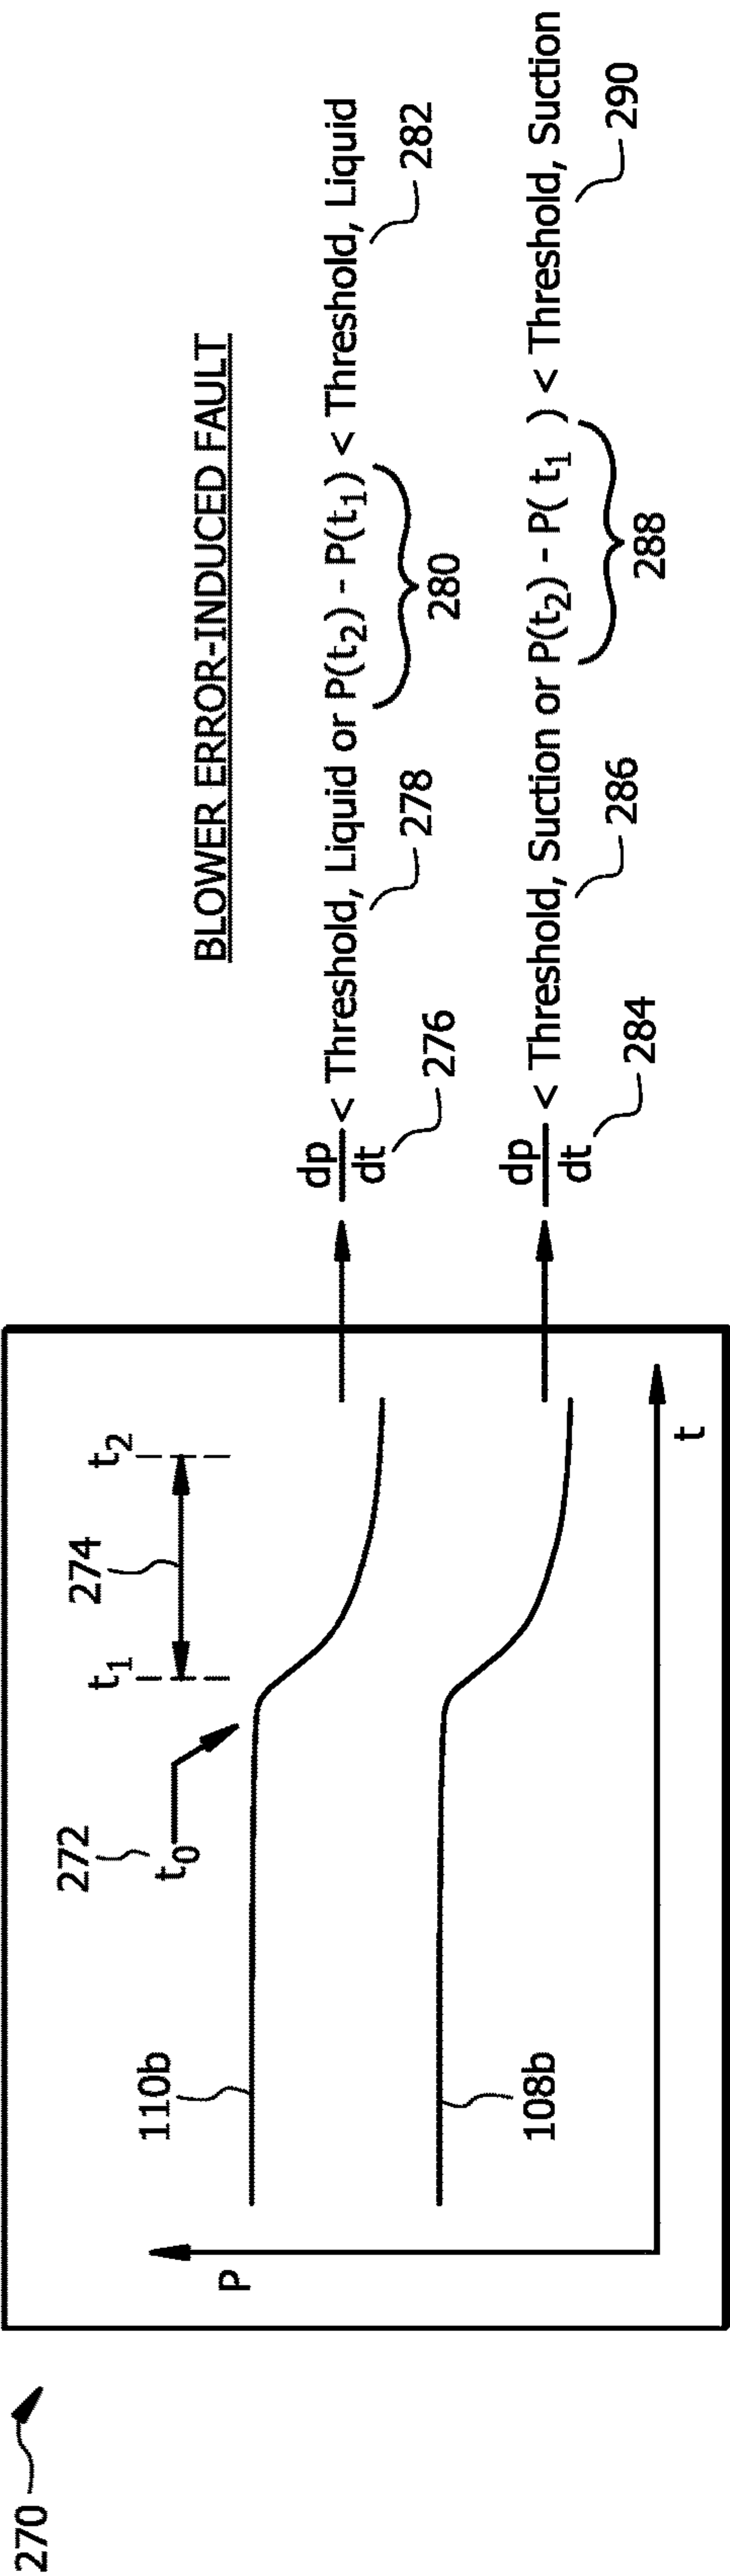 270
P
110b
108b
272
t0
t1
274
t2
t
BLOWER ERROR-INDUCED FAULT
dp
dt
< Threshold, Liquid or P(t2) - P(t1) < Threshold, Liquid
276
278
280
282
dp
dt
< Threshold, Suction or P(t2) - P( t1 ) < Threshold, Suction
284
286
288
290